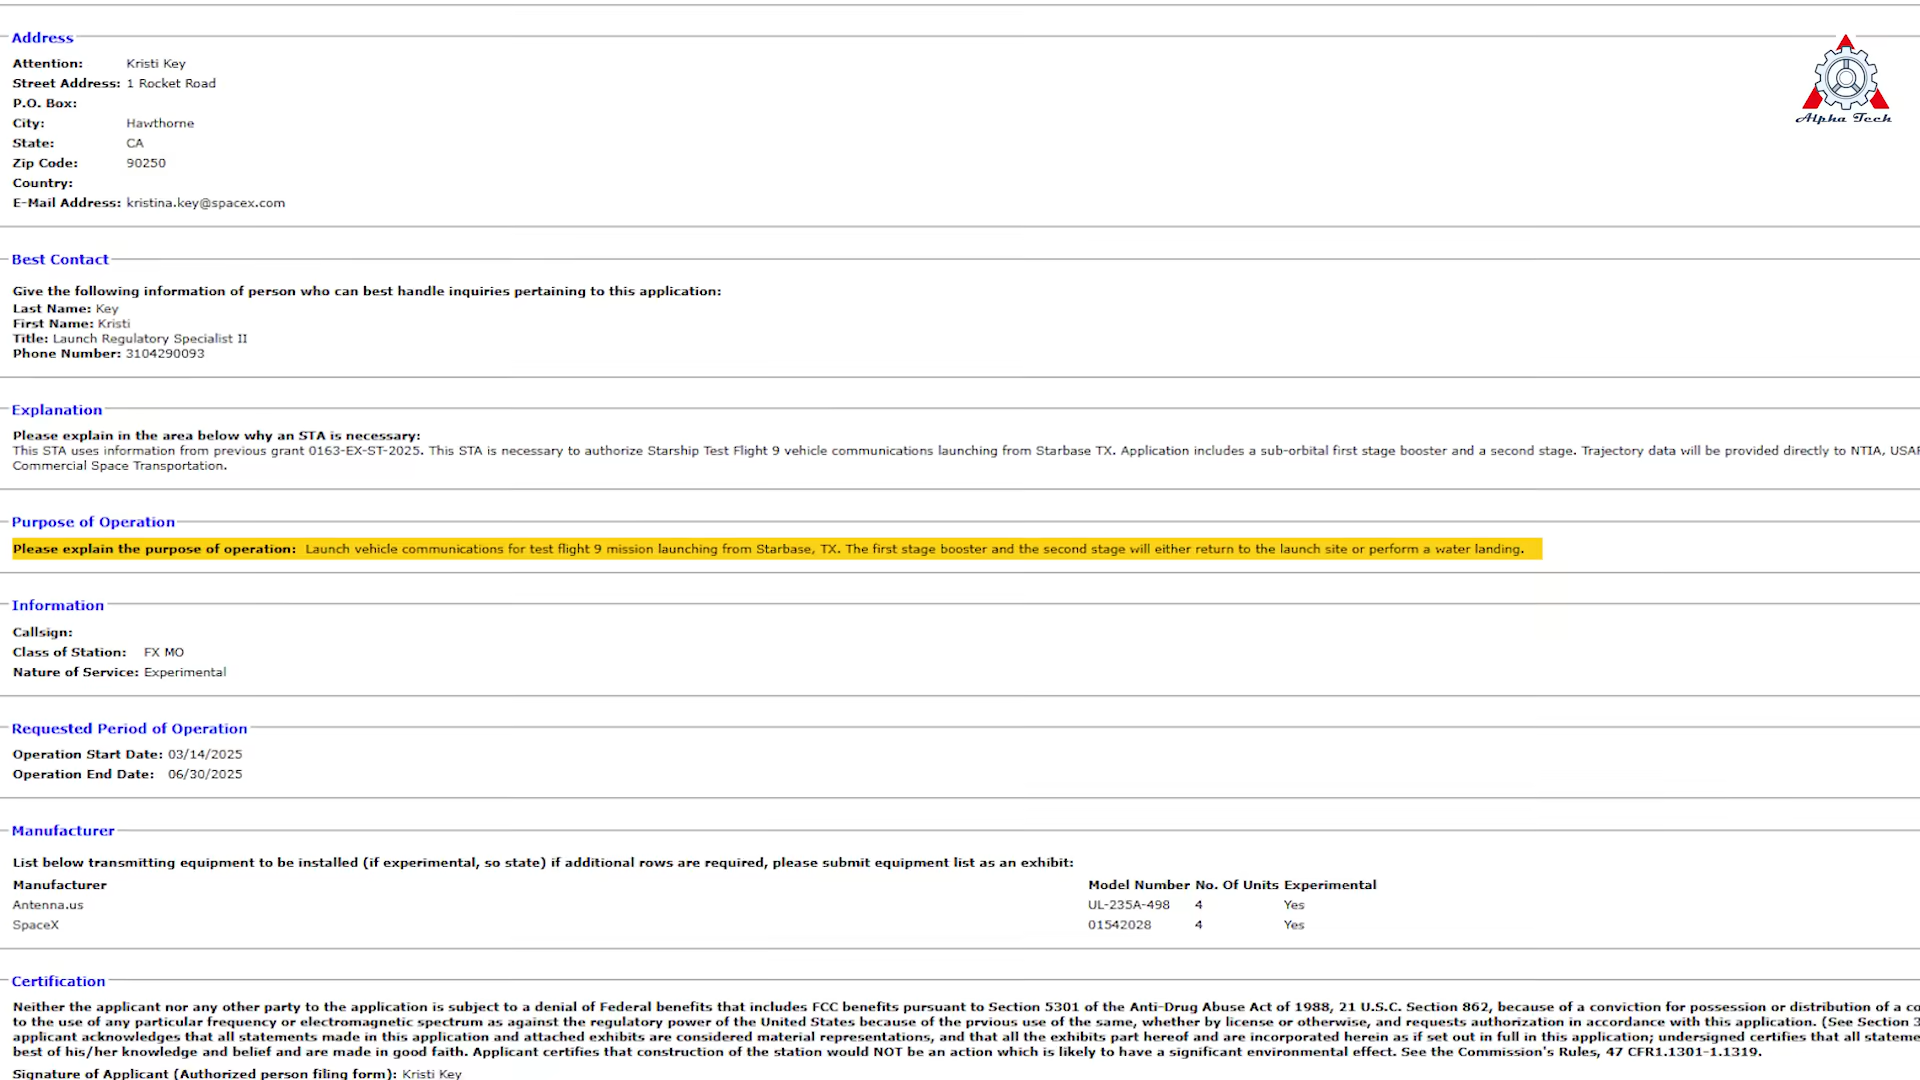 Address
Alpha Tech
Attention: Kristi Key
Street Address: 1 Rocket Road
P.O. Box:
City: Hawthorne
State: CA
Zip Code: 90250
Country:
E-Mail Address: kristina.key@spacex.com
Best Contact
Give the following information of person who can best handle inquiries pertaining to this application:
Last Name: Key
First Name: Kristi
Title: Launch Regulatory Specialist II
Phone Number: 3104290093
Explanation
Please explain in the area below why an STA is necessary:
This STA uses information from previous grant 0163-EX-ST-2025. This STA is necessary to authorize Starship Test Flight 9 vehicle communications launching from Starbase TX. Application includes a sub-orbital first stage booster and a second stage. Trajectory data will be provided directly to NTIA,
Commercial Space Transportation.
Purpose of Operation
Please explain the purpose of operation: Launch vehicle communications for test flight 9 mission launching from Starbase, TX. The first stage booster and the second stage will either return to the launch site or perform a water landing.
Information
Callsign:
Class of Station: FX MO
Nature of Service: Experimental
Requested Period of Operation
Operation Start Date: 03/14/2025
Operation End Date: 06/30/2025
Manufacturer
List below transmitting equipment to be installed (if experimental, so state) if additional rows are required, please submit equipment list as an exhibit:
Manufacturer Model Number No. Of Units Experimental
Antenna.us UL-235A-498 4 Yes
SpaceX 01542028 4 Yes
Certification
Neither the applicant nor any other party to the application is subject to a denial of Federal benefits that includes FCC benefits pursuant to Section 5301 of the Anti-Drug Abuse Act of 1988, 21 U.S.C. Section 862, because of a conviction for possession or distribution of a
to the use of any particular frequency or electromagnetic spectrum as against the regulatory power of the United States because of the prvious use of the same, whether by license or otherwise, and requests authorization in accordance with this application. (See Section
applicant acknowledges that all statements made in this application and attached exhibits are considered material representations, and that all the exhibits part hereof and are incorporated herein as if set out in full in this application; undersigned certifies that all
best of his/her knowledge and belief and are made in good faith. Applicant certifies that construction of the station would NOT be an action which is likely to have a significant environmental effect. See the Commission's Rules, 47 CFR1.1301-1.1319.
Signature of Applicant (Authorized person filing form): Kristi Key